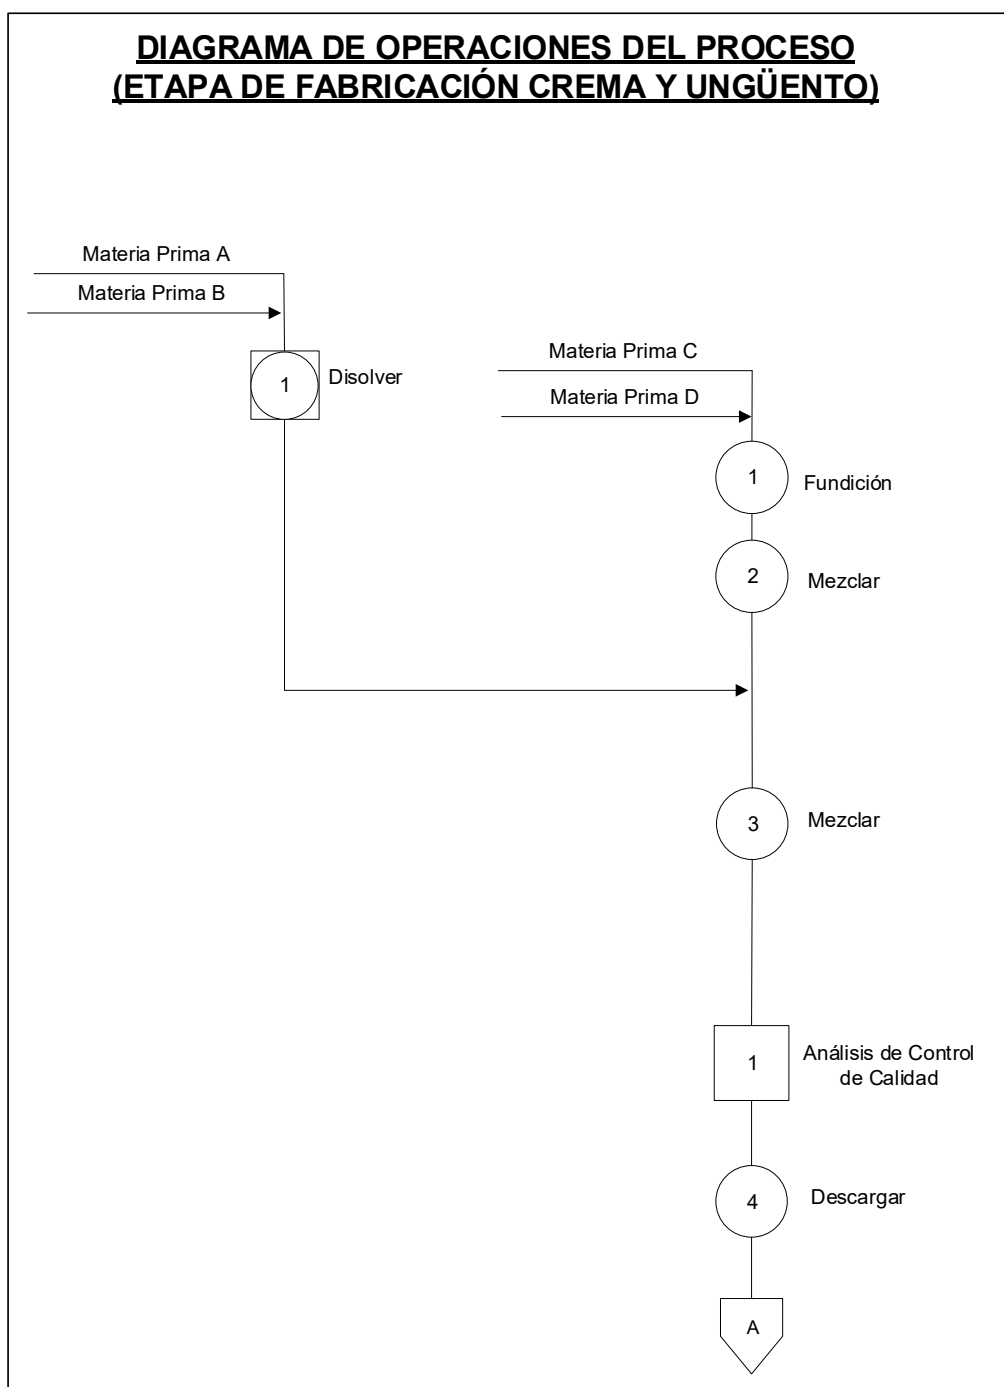 DIAGRAMA DE OPERACIONES DEL PROCESO
(ETAPA DE FABRICACIÓN CREMA Y UNGÜENTO)
Materia Prima A
Materia Prima B
1
Disolver
Materia Prima C
Materia Prima D
1
Fundición
2
Mezclar
3
Mezclar
1
Análisis de Control
de Calidad
4
Descargar
A